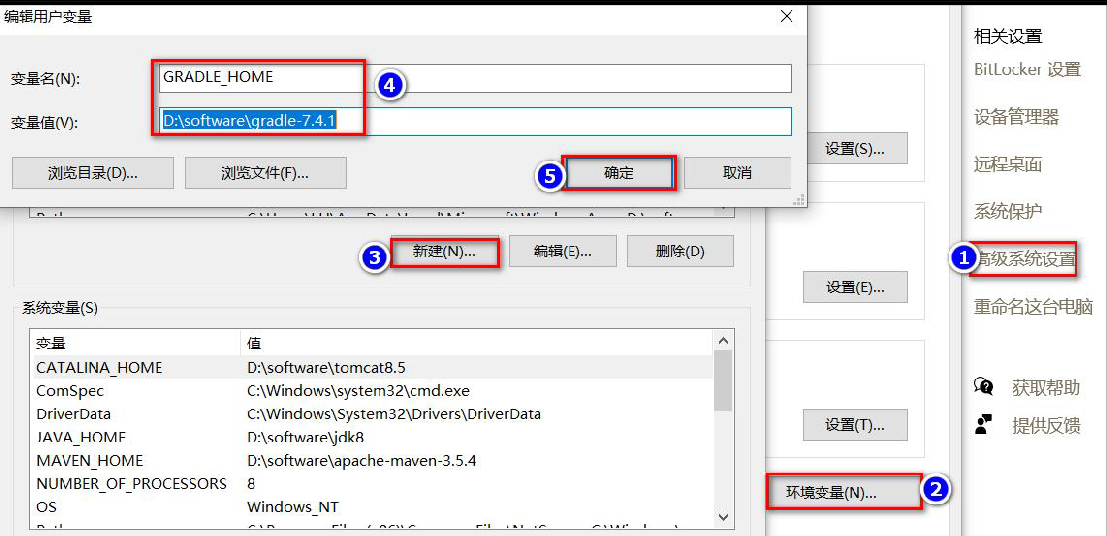 编辑用户变量
变量名(N):
GRADLE_HOME
4
变量值(V):
D:\software\gradle-7.4.1
浏览目录(D)...
浏览文件(F)...
5
确定
取消
3
新建(N)...
编辑(E)...
删除(D)
系统变量(S)
变量 值
CATALINA_HOME D:\software\tomcat8.5
ComSpec C:\Windows\system32\cmd.exe
DriverData C:\Windows\System32\Drivers\DriverData
JAVA_HOME D:\software\jdk8
MAVEN_HOME D:\software\apache-maven-3.5.4
NUMBER_OF_PROCESSORS 8
OS Windows_NT
设置(S)...
设置(E)...
设置(T)...
环境变量(N)...
2
相关设置
BitLocker 设置
设备管理器
远程桌面
系统保护
1
高级系统设置
重命名这台电脑
获取帮助
提供反馈